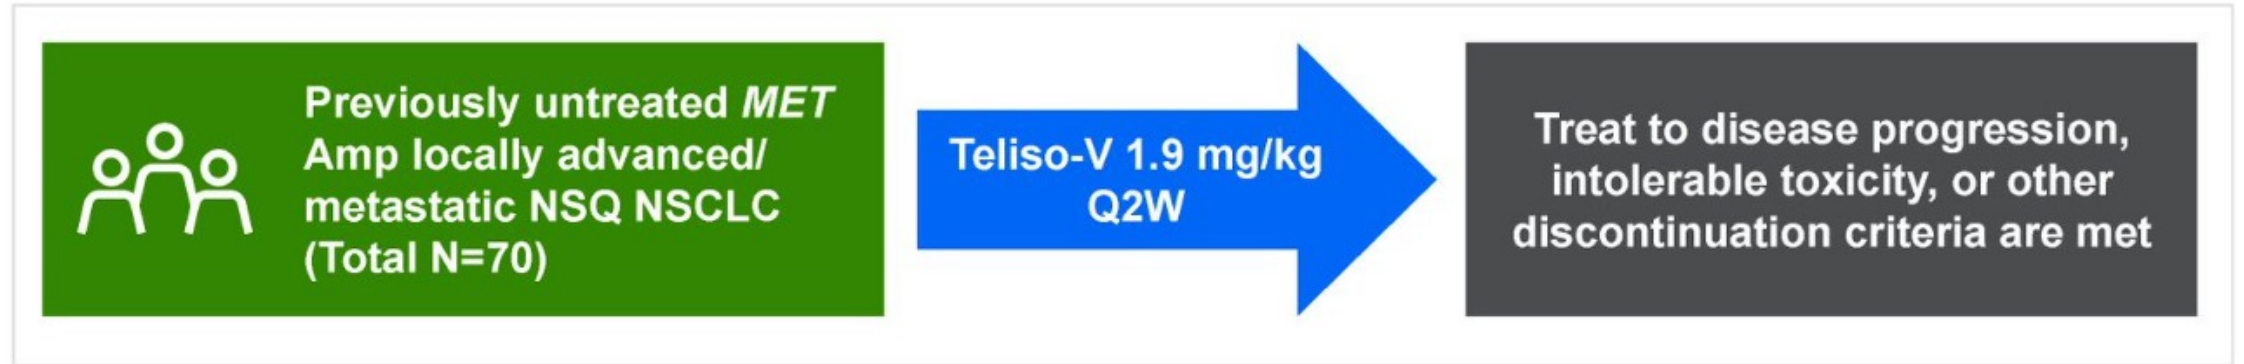 Previously untreated MET
Amp locally advanced/
metastatic NSQ NSCLC
(Total N=70)
Teliso-V 1.9 mg/kg
Q2W
Treat to disease progression,
intolerable toxicity, or other
discontinuation criteria are met